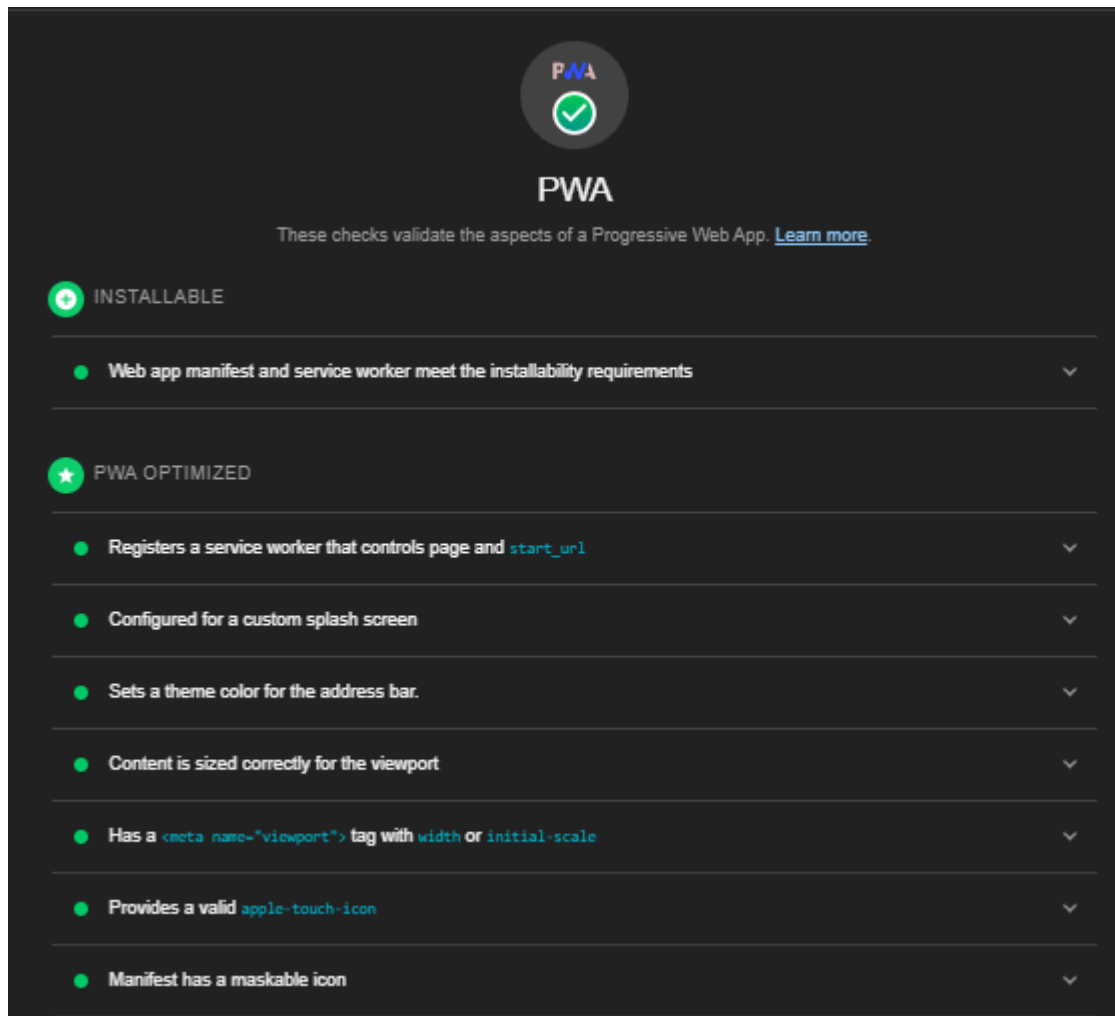 PWA
PWA
These checks validate the aspects of a Progressive Web App. Learn more.
INSTALLABLE
Web app manifest and service worker meet the installability requirements
PWA OPTIMIZED
Registers a service worker that controls page and start_url
Configured for a custom splash screen
Sets a theme color for the address bar.
Content is sized correctly for the viewport
Has a <meta name="viewport"> tag with width or initial-scale
Provides a valid apple-touch-icon
Manifest has a maskable icon